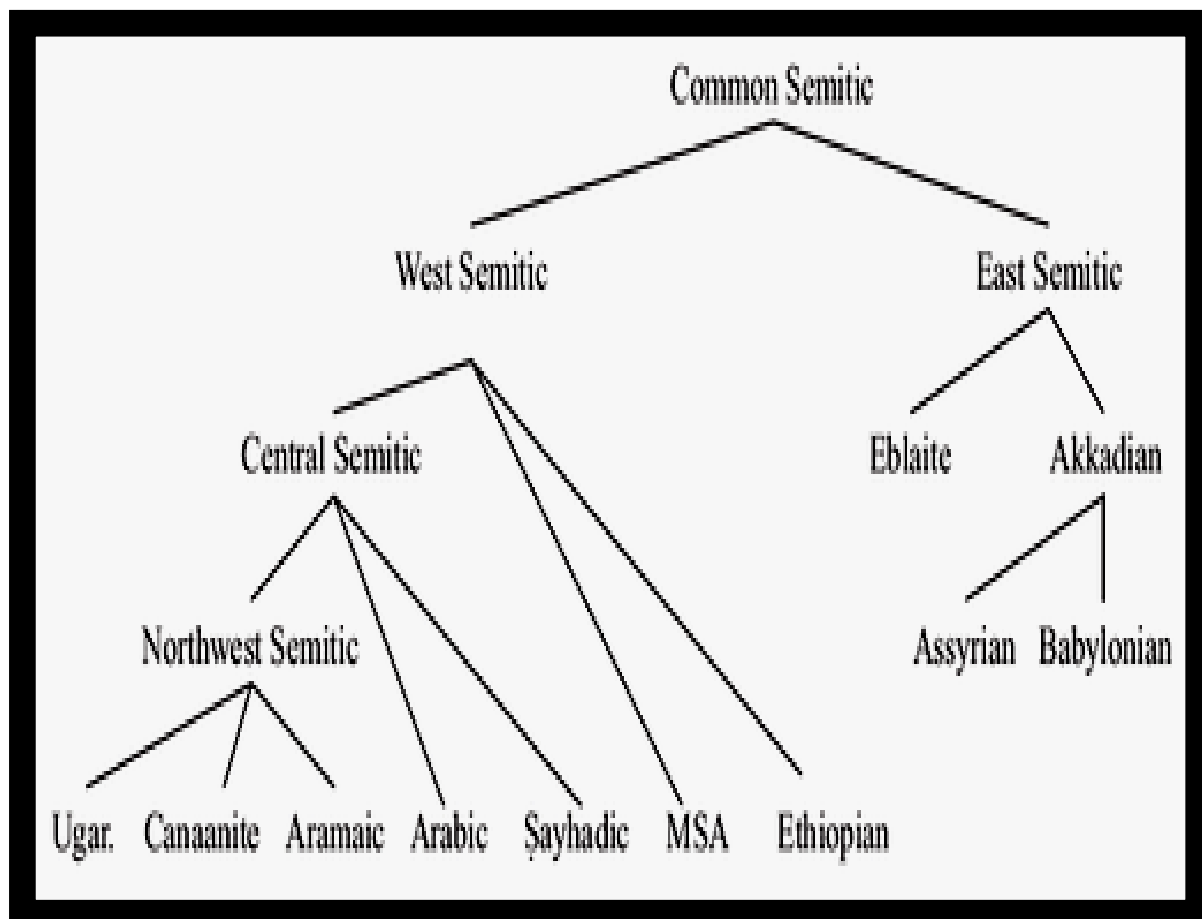 Common Semitic
West Semitic East Semitic
Central Semitic Eblaite Akkadian
Northwest Semitic Assyrian Babylonian
Ugar. Canaanite Aramaic Arabic Ṣayhadic MSA Ethiopian